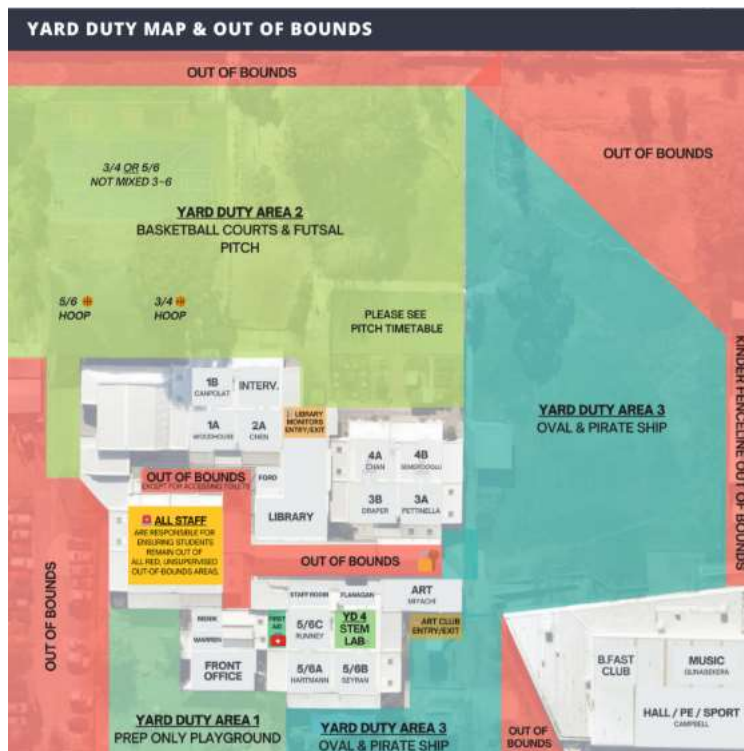 YARD DUTY MAP & OUT OF BOUNDS
OUT OF BOUNDS
OUT OF BOUNDS
3/4 OR 5/6
NOT MIXED 3-6
YARD DUTY AREA 2
BASKETBALL COURTS & FUTSAL
PITCH
5/6
HOOP
3/4
HOOP
PLEASE SEE
PITCH TIMETABLE
KINDER FENCELINE OUT OF BOUNDS
1B
CANPOLAT
INTERV.
LIBRARY
MONITORS
ENTRY/EXIT
YARD DUTY AREA 3
OVAL & PIRATE SHIP
1A
WOODHOUSE
2A
CHEN
4A
CHAN
4B
OUT OF BOUNDS
EXCEPT FOR ACCESSING TOILETS
FORD
3B
DRAPER
3A
PETTINELLA
LIBRARY
ALL STAFF
ARE RESPONSIBLE FOR
ENSURING STUDENTS
REMAIN OUT OF
ALL RED, UNSUPERVISED
OUT-OF-BOUNDS AREAS.
OUT OF BOUNDS
OUT OF BOUNDS
STAFF ROOM
FLANAGAN
ART
MIYACHI
FIRST
AID
5/6C
RUMNEY
YD 4
STEM
LAB
ART CLUB
ENTRY/EXIT
WARREN
FRONT
OFFICE
5/6A
HARTMANN
5/6B
SEYRAN
B.FAST
CLUB
MUSIC
GUNASEKERA
HALL / PE / SPORT
CAMPBELL
YARD DUTY AREA 1
PREP ONLY PLAYGROUND
YARD DUTY AREA 3
OVAL & PIRATE SHIP
OUT OF
BOUNDS